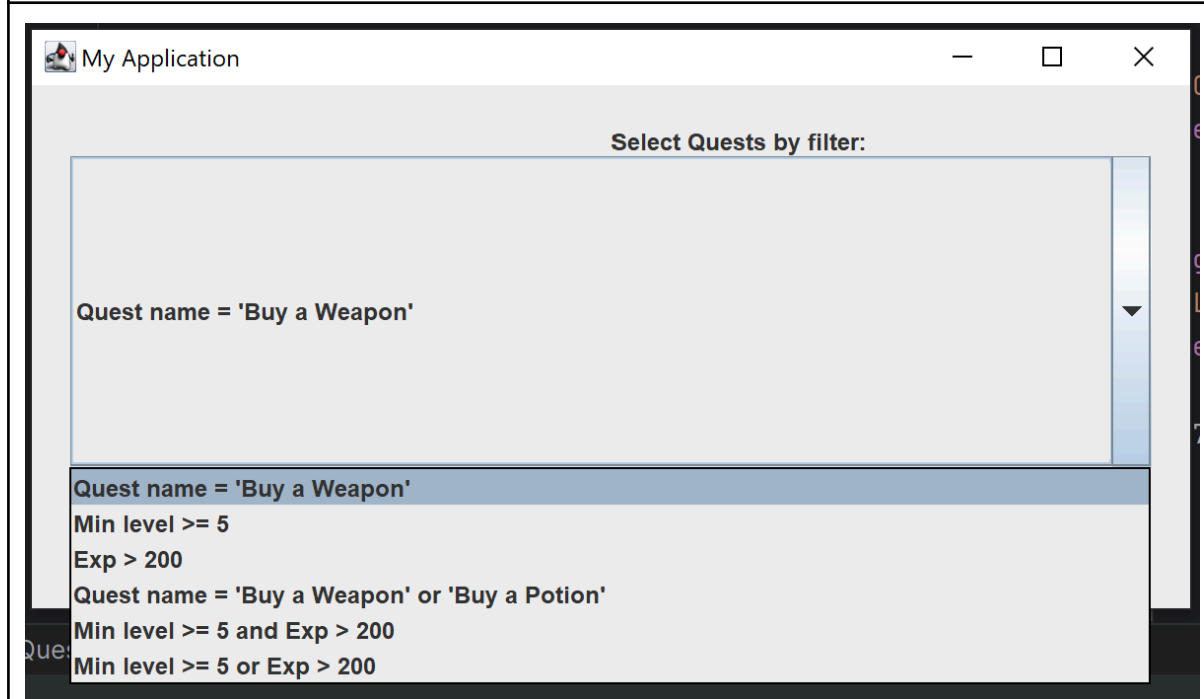 My Application
Select Quests by filter:
Quest name = 'Buy a Weapon'
Quest name = 'Buy a Weapon'
Min level >= 5
Exp > 200
Quest name = 'Buy a Weapon' or 'Buy a Potion'
Min level >= 5 and Exp > 200
Min level >= 5 or Exp > 200